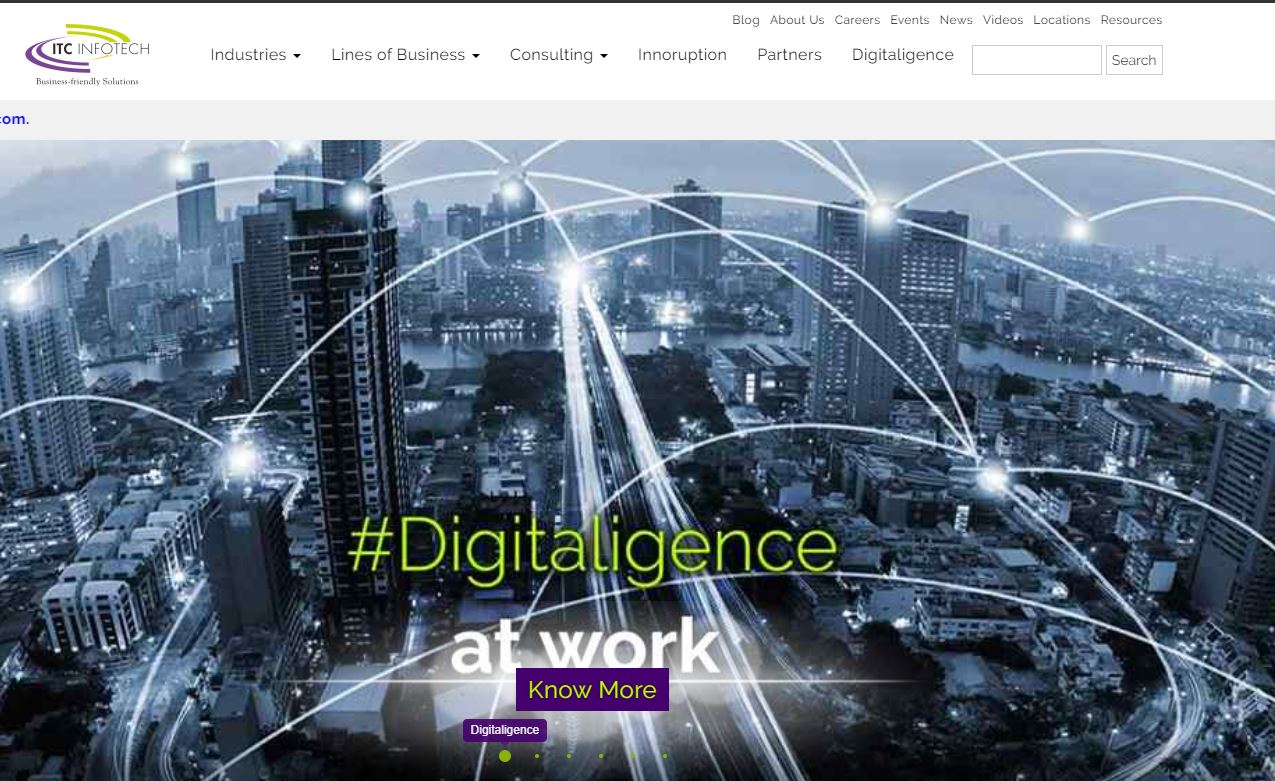 Blog About Us Careers Events News Videos Locations Resources
ITC INFOTECH
Business-friendly Solutions
Industries Lines of Business Consulting Innoruption Partners Digitaligence
Search
com.
#Digitaligence
at work
Know More
Digitaligence